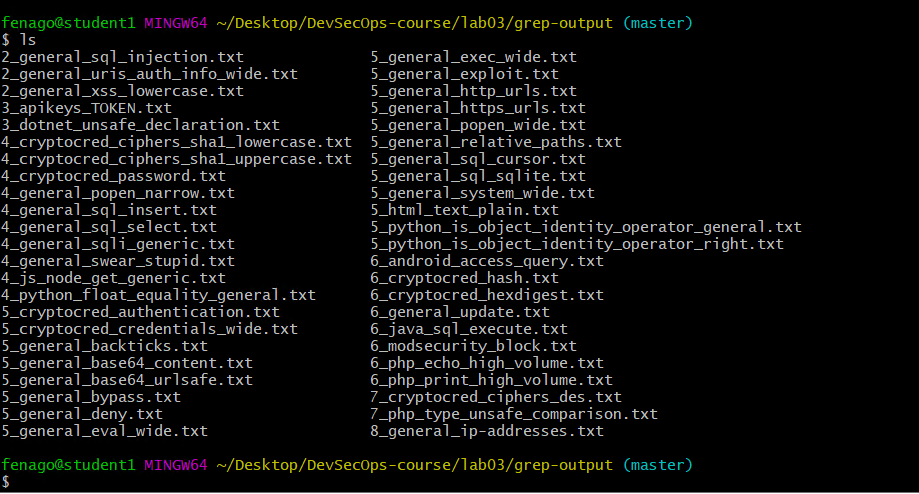 fenago@student1 MINGW64 ~/Desktop/DevSecOps-course/lab03/grep-output (master)
$ ls
2_general_sql_injection.txt 5_general_exec_wide.txt
2_general_uris_auth_info_wide.txt 5_general_exploit.txt
2_general_xss_lowercase.txt 5_general_http_urls.txt
3_apikeys_TOKEN.txt 5_general_https_urls.txt
3_dotnet_unsafe_declaration.txt 5_general_popen_wide.txt
4_cryptocred_ciphers_sha1_lowercase.txt 5_general_relative_paths.txt
4_cryptocred_ciphers_sha1_uppercase.txt 5_general_sql_cursor.txt
4_cryptocred_password.txt 5_general_sql_sqlite.txt
4_general_popen_narrow.txt 5_general_system_wide.txt
4_general_sql_insert.txt 5_html_text_plain.txt
4_general_sql_select.txt 5_python_is_object_identity_operator_general.txt
4_general_sqli_generic.txt 5_python_is_object_identity_operator_right.txt
4_general_swear_stupid.txt 6_android_access_query.txt
4_js_node_get_generic.txt 6_cryptocred_hash.txt
4_python_float_equality_general.txt 6_cryptocred_hexdigest.txt
5_cryptocred_authentication.txt 6_general_update.txt
5_cryptocred_credentials_wide.txt 6_java_sql_execute.txt
5_general_backticks.txt 6_modsecurity_block.txt
5_general_base64_content.txt 6_php_echo_high_volume.txt
5_general_base64_urlsafe.txt 6_php_print_high_volume.txt
5_general_bypass.txt 7_cryptocred_ciphers_des.txt
5_general_deny.txt 7_php_type_unsafe_comparison.txt
5_general_eval_wide.txt 8_general_ip-addresses.txt
fenago@student1 MINGW64 ~/Desktop/DevSecOps-course/lab03/grep-output (master)
$